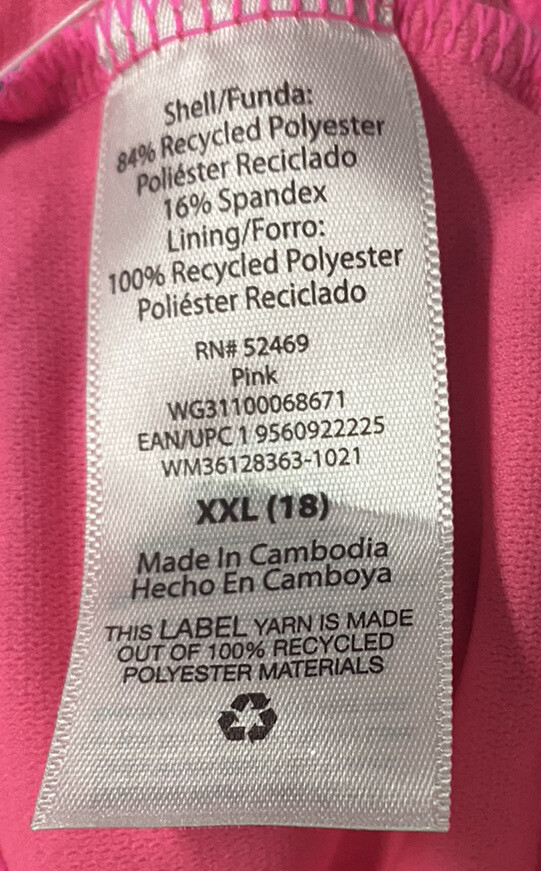 Shell/Funda:
84% Recycled Polyester
Poliéster Reciclado
16% Spandex
Lining/Forro:
100% Recycled Polyester
Poliéster Reciclado
RN# 52469
Pink
WG31100068671
EAN/UPC 1 9560922225
WM36128363-1021
XXL (18)
Made In Cambodia
Hecho En Camboya
THIS LABEL YARN IS MADE
OUT OF 100% RECYCLED
POLYESTER MATERIALS